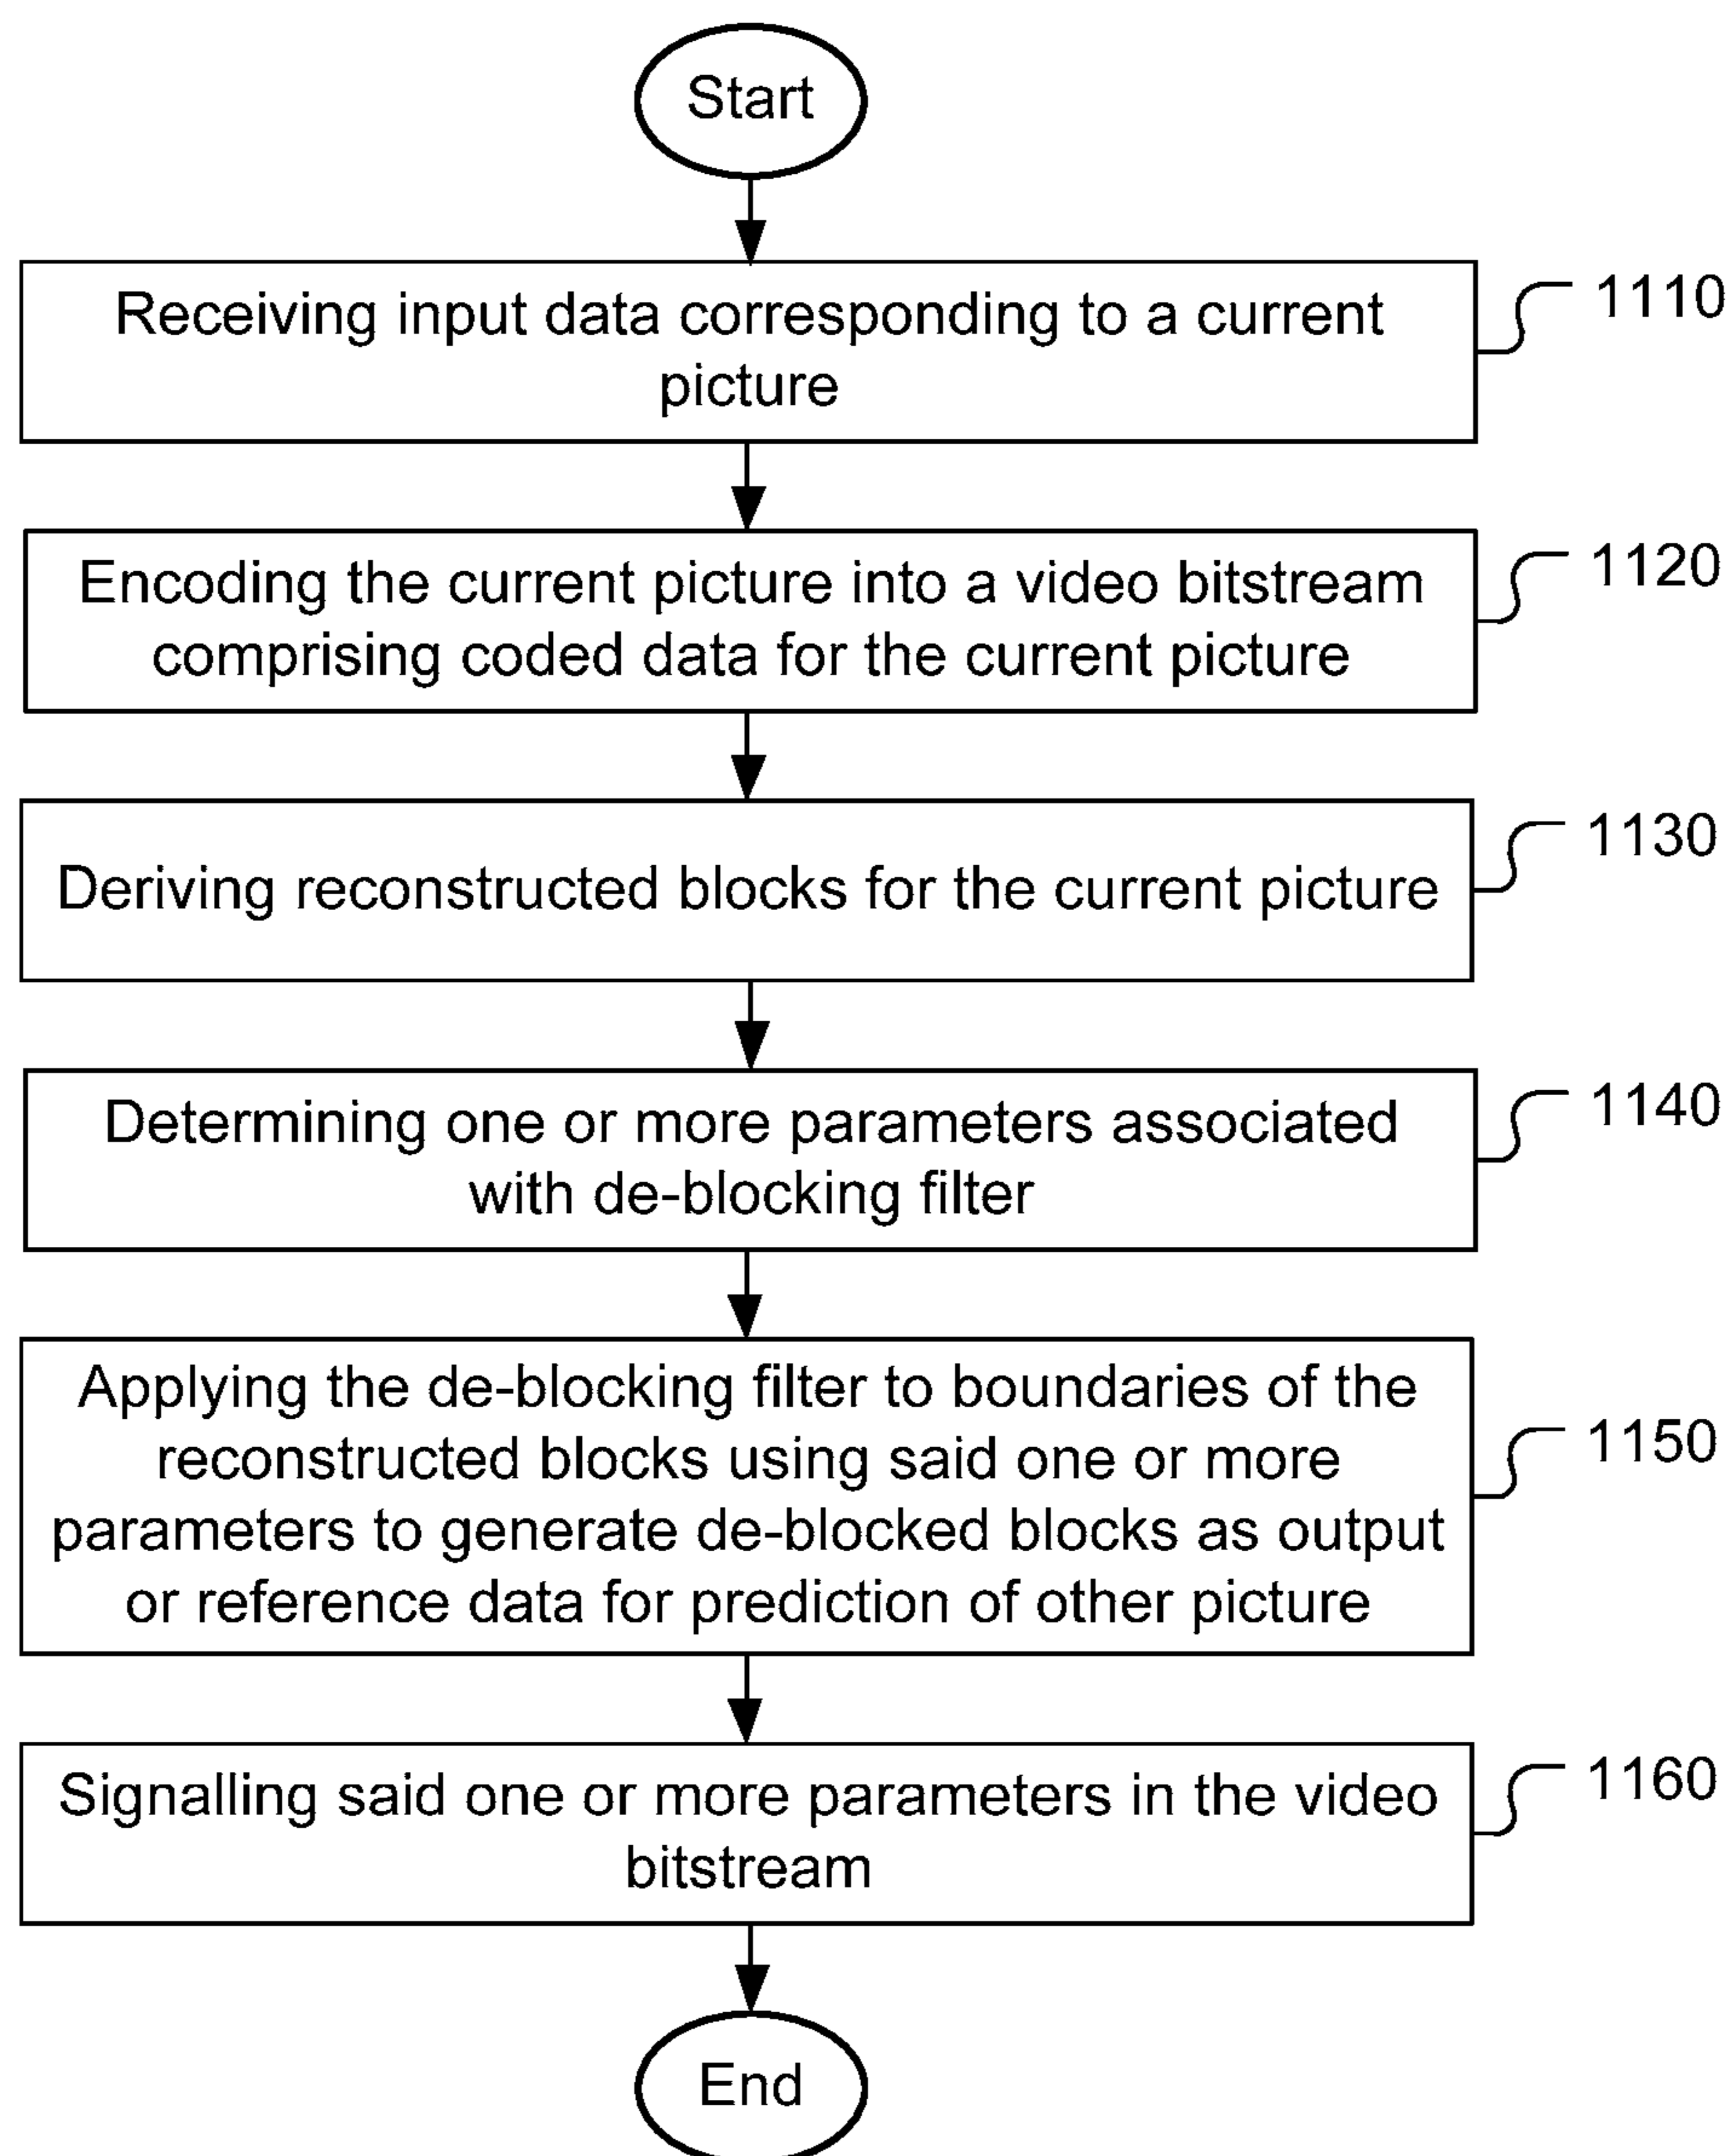 Start
Receiving input data corresponding to a current
picture
1110
Encoding the current picture into a video bitstream
comprising coded data for the current picture
1120
Deriving reconstructed blocks for the current picture
1130
Determining one or more parameters associated
with de-blocking filter
1140
Applying the de-blocking filter to boundaries of the
reconstructed blocks using said one or more
parameters to generate de-blocked blocks as output
or reference data for prediction of other picture
1150
Signalling said one or more parameters in the video
bitstream
1160
End